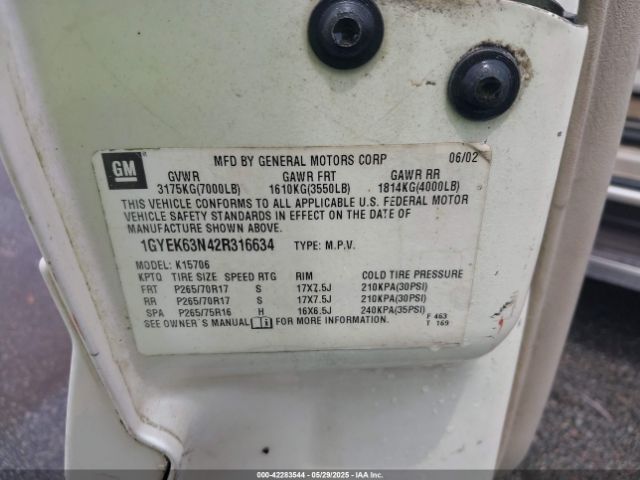 GM
MFD BY GENERAL MOTORS CORP 06/02
GVWR GAWR FRT GAWR RR
3175KG(7000LB) 1610KG(3550LB) 1814KG(4000LB)
THIS VEHICLE CONFORMS TO ALL APPLICABLE U.S. FEDERAL MOTOR
VEHICLE SAFETY STANDARDS IN EFFECT ON THE DATE OF
MANUFACTURE SHOWN ABOVE.
1GYEK63N42R316634 TYPE: M.P.V.
MODEL: K15706
KPTQ TIRE SIZE SPEED RTG RIM COLD TIRE PRESSURE
FRT P265/70R17 S 17X7.5J 210KPA(30PSI)
RR P265/70R17 S 17X7.5J 210KPA(30PSI)
SPA P265/75R16 H 16X6.5J 240KPA(35PSI)
SEE OWNER'S MANUAL FOR MORE INFORMATION.
F 463
T 169
000-42283544 | 05/29/2025 - IAA Inc.